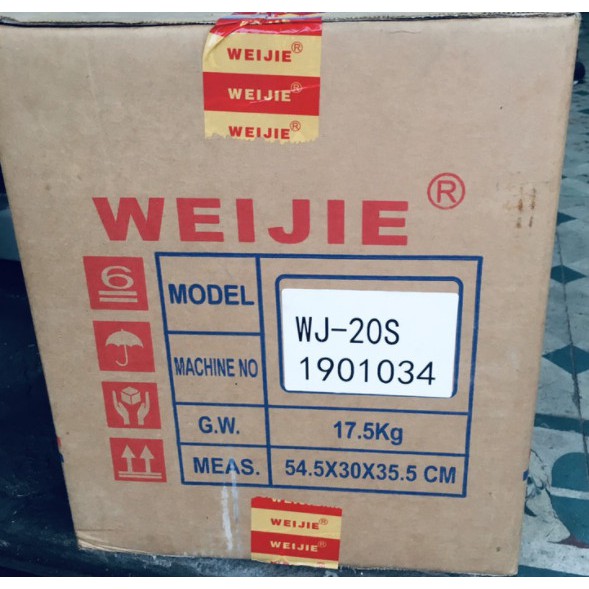 WEIJIE®
WEIJIE®
WEIJIE®
WEIJIE®
6
MODEL WJ-20S
MACHINE NO 1901034
G.W. 17.5Kg
MEAS. 54.5X30X35.5 CM
WEIJIE®
WEIJIE®